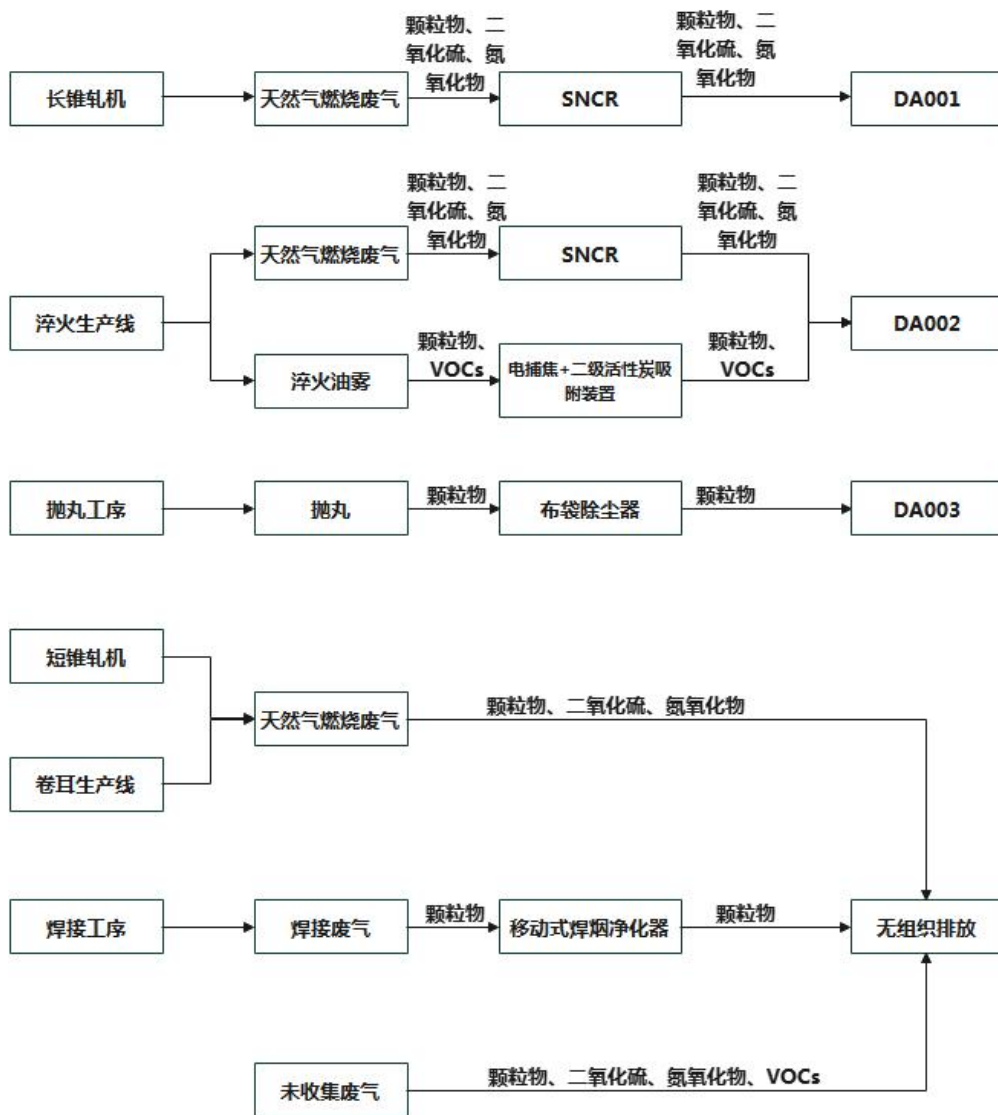 颗粒物、二
氧化硫、氮
氧化物
颗粒物、二
氧化硫、氮
氧化物
长锥轧机
天然气燃烧废气
SNCR
DA001
颗粒物、二
氧化硫、氮
氧化物
颗粒物、二
氧化硫、氮
氧化物
天然气燃烧废气
SNCR
淬火生产线
DA002
颗粒物、
VOCs
颗粒物、
VOCs
淬火油雾
电捕焦+二级活性炭吸
附装置
抛丸工序
抛丸
颗粒物
布袋除尘器
颗粒物
DA003
短锥轧机
天然气燃烧废气
颗粒物、二氧化硫、氮氧化物
卷耳生产线
焊接工序
焊接废气
颗粒物
移动式焊烟净化器
颗粒物
无组织排放
未收集废气
颗粒物、二氧化硫、氮氧化物、VOCs